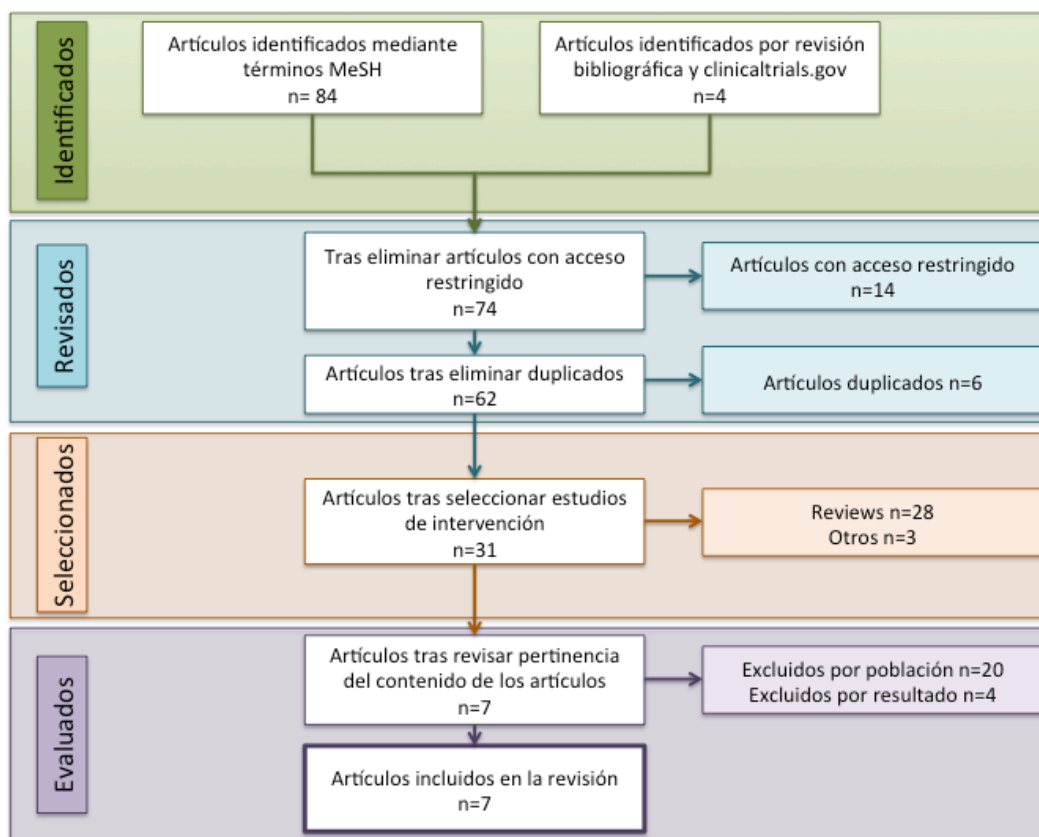 Identificados
Artículos identificados mediante
términos MeSH
n= 84
Artículos identificados por revisión
bibliográfica y clinicaltrials.gov
n=4
Revisados
Tras eliminar artículos con acceso
restringido
n=74
Artículos con acceso restringido
n=14
Artículos tras eliminar duplicados
n=62
Artículos duplicados n=6
Seleccionados
Artículos tras seleccionar estudios
de intervención
n=31
Reviews n=28
Otros n=3
Evaluados
Artículos tras revisar pertinencia
del contenido de los artículos
n=7
Excluidos por población n=20
Excluidos por resultado n=4
Artículos incluidos en la revisión
n=7